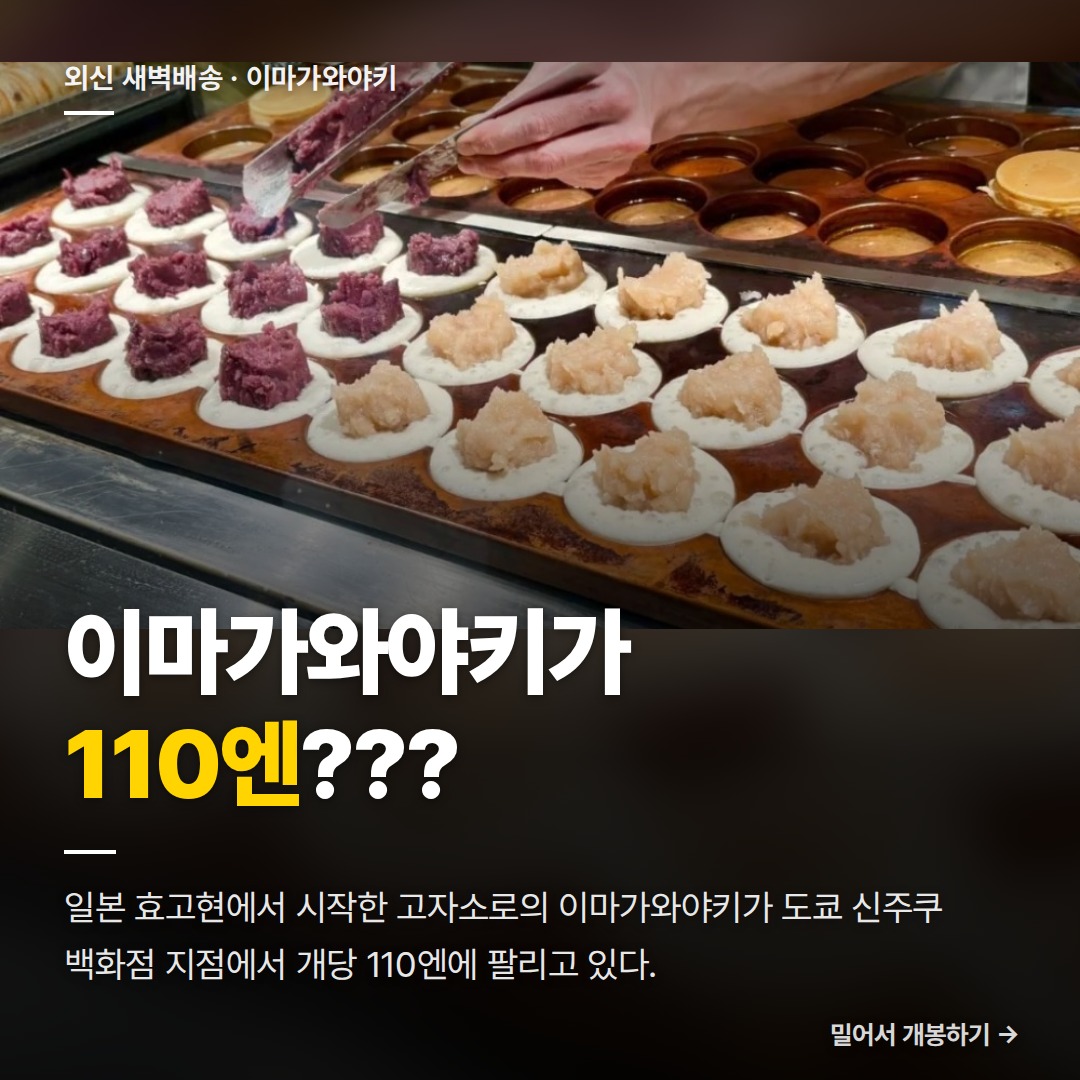 외신 새벽배송 · 이마가와야키
이마가와야키가
110엔???
일본 효고현에서 시작한 고자소로의 이마가와야키가 도쿄 신주쿠
백화점 지점에서 개당 110엔에 팔리고 있다.
밀어서 개봉하기 →